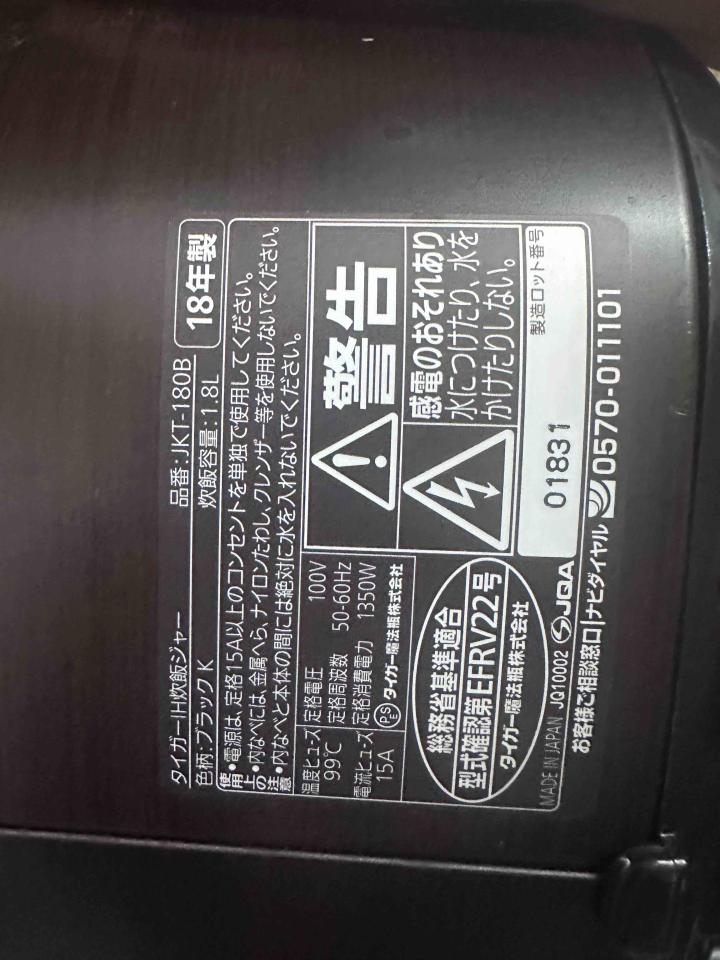 タイガーIH炊飯ジャー 品番:JKT-180B
色柄:ブラック K 炊飯容量:1.8L
18年製
使用上の注意
•電源は、定格15A以上のコンセントを単独で使用してください。
•内なべには、金属へら、ナイロンたわし、クレンザー等を使用しないでください。
•内なべと本体の間には絶対に水を入れないでください。
温度ヒューズ
99℃
電流ヒューズ
15A
定格電圧 100V
定格周波数 50-60Hz
定格消費電力 1350W
PSE タイガー魔法瓶株式会社
警告
感電のおそれあり
水につけたり、水を
かけたりしない。
総務省基準適合
型式確認第EFRV22号
タイガー魔法瓶株式会社
01831 製造ロット番号
MADE IN JAPAN JG10002 JQA
お客様ご相談窓口|ナビダイヤル 0570-011101